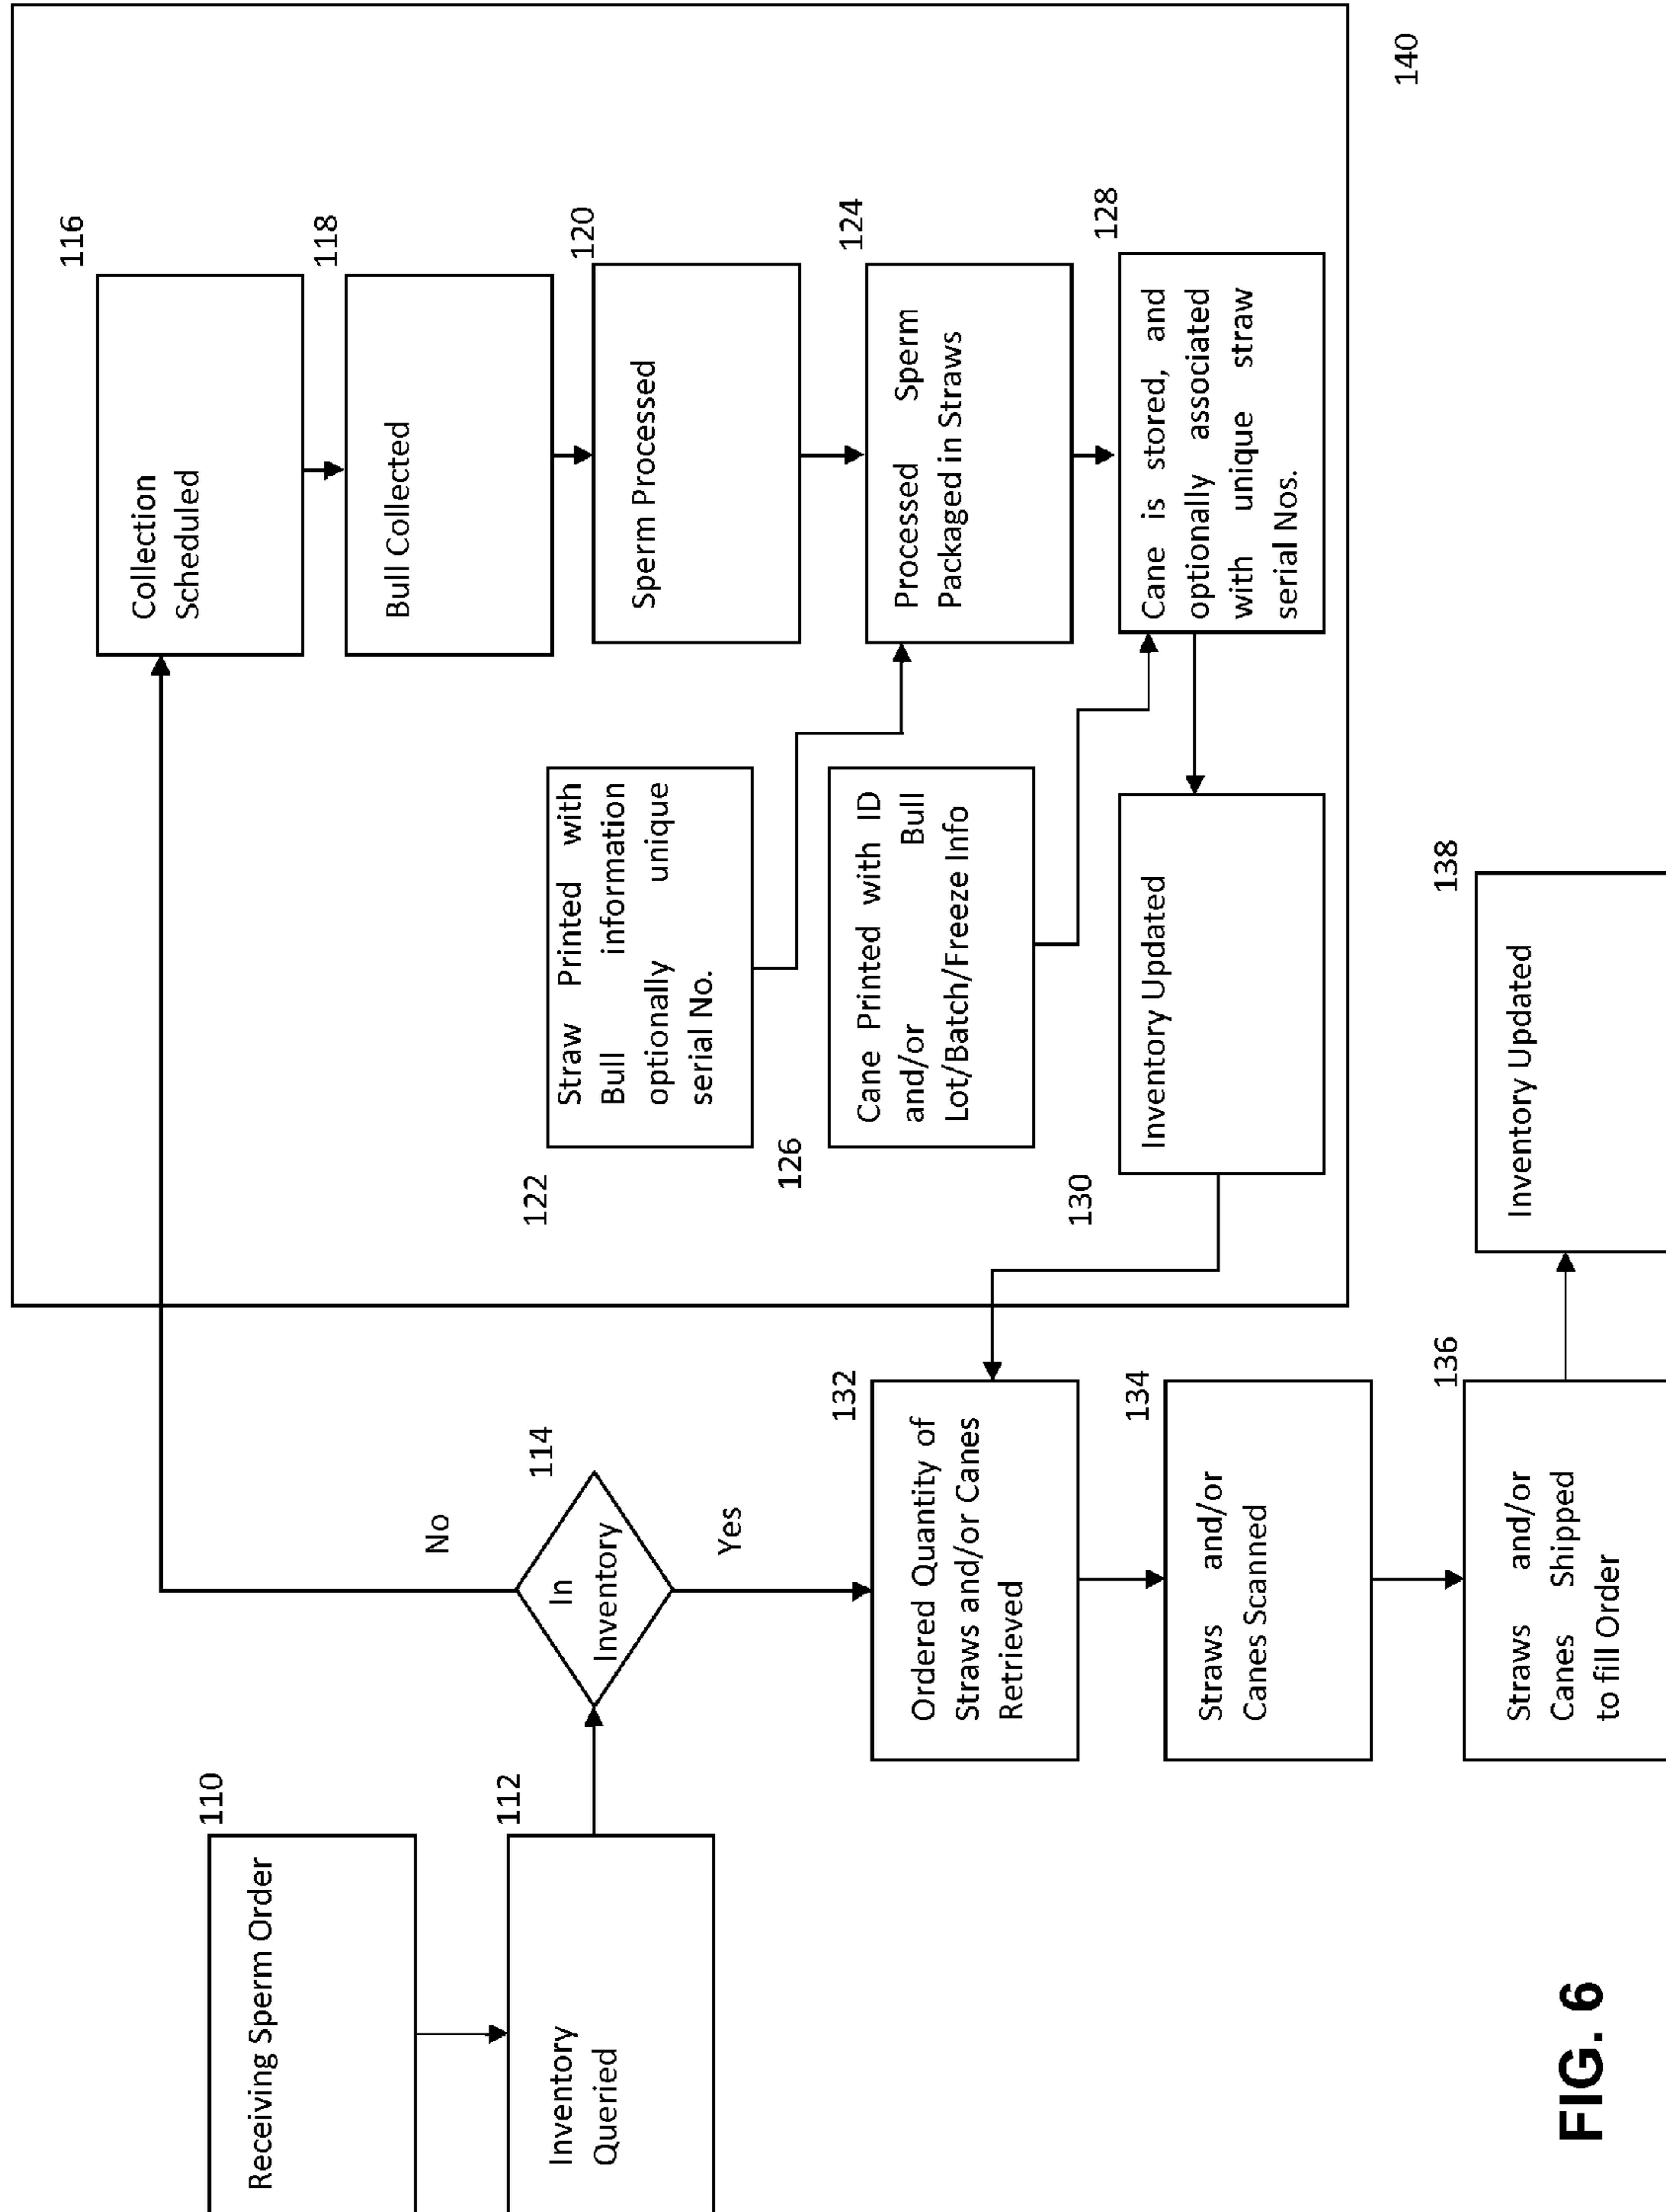 110
Receiving Sperm Order
112
Inventory
Queried
114
In
Inventory
No
Yes
116
Collection
Scheduled
118
Bull Collected
120
Sperm Processed
122
Straw Printed with
Bull information
optionally unique
serial No.
124
Processed Sperm
Packaged in Straws
126
Cane Printed with ID
and/or Bull
Lot/Batch/Freeze Info
128
Cane is stored, and
optionally associated
with unique straw
serial Nos.
130
Inventory Updated
132
Ordered Quantity of
Straws and/or Canes
Retrieved
134
Straws and/or
Canes Scanned
136
Straws and/or
Canes Shipped
to fill Order
138
Inventory Updated
140
FIG. 6